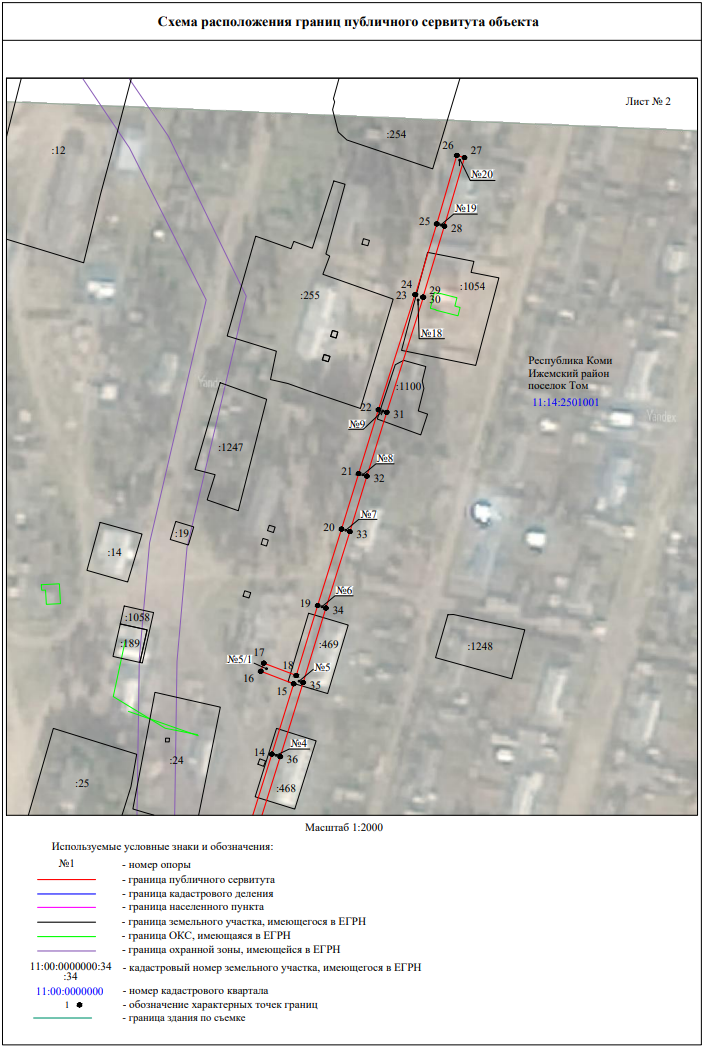 Схема расположения границ публичного сервитута объекта
Лист № 2
:12
:254
26
27
№20
25
№19
28
24
29
:1054
:255
23
30
№18
Республика Коми
Ижемский район
поселок Том
11:14:2501001
Yandex
Yandex
:1100
22
31
№9
:1247
21
№8
32
20
№7
33
:19
:14
19
№6
34
:1058
:189
:469
:1248
17
№5/1
18
№5
16
15
35
14
№4
36
:24
:25
:468
Масштаб 1:2000
Используемые условные знаки и обозначения:
№1 - номер опоры
- граница публичного сервитута
- граница кадастрового деления
- граница населенного пункта
- граница земельного участка, имеющегося в ЕГРН
- граница ОКС, имеющаяся в ЕГРН
- граница охранной зоны, имеющейся в ЕГРН
11:00:0000000:34 - кадастровый номер земельного участка, имеющегося в ЕГРН
:34
11:00:0000000 - номер кадастрового квартала
1 - обозначение характерных точек границ
- граница здания по съемке